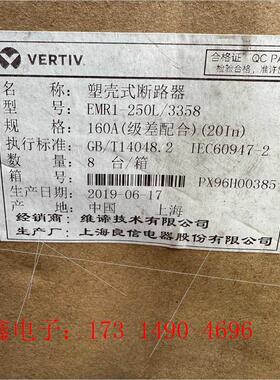 VERTIV
合格证 QC PA
检验合格，准许
名 称： 塑壳式断路器
型 号： EMR1-250L/3358
规 格： 160A(级差配合)(20In)
执行标准： GB/T14048.2 IEC60947-2
数 量： 8 台/箱
箱 号： PX96H00385
生产日期： 2019-06-17
产 地： 中国 上海
经销商： 维谛技术有限公司
生产商： 上海良信电器股份有限公司
鑫电子：173 1490 4696